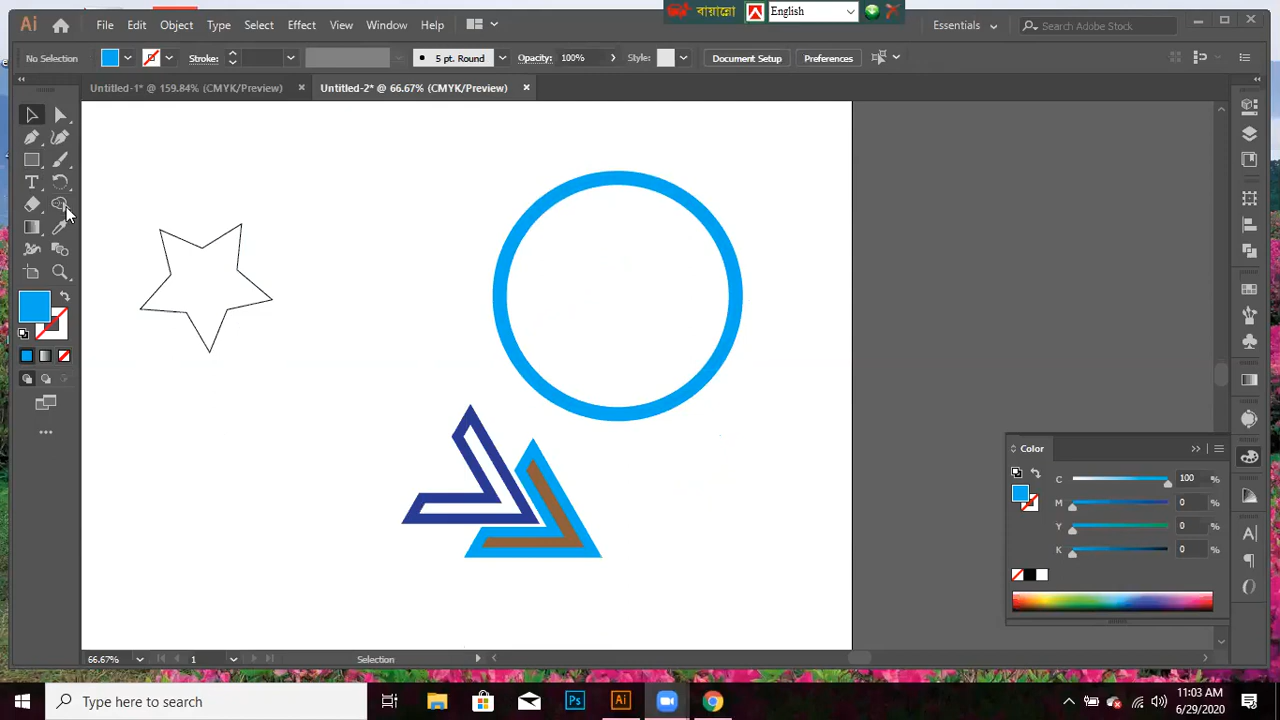 বায়ান্নো English
Ai File Edit Object Type Select Effect View Window Help Essentials Search Adobe Stock
No Selection Stroke: 5 pt. Round Opacity: 100% Style: Document Setup Preferences
Untitled-1* @ 159.84% (CMYK/Preview) × Untitled-2* @ 66.67% (CMYK/Preview) ×
Color
C 100 %
M 0 %
Y 0 %
K 0 %
66.67% 1 Selection
Type here to search Ps Ai 6:03 AM
6/29/2020